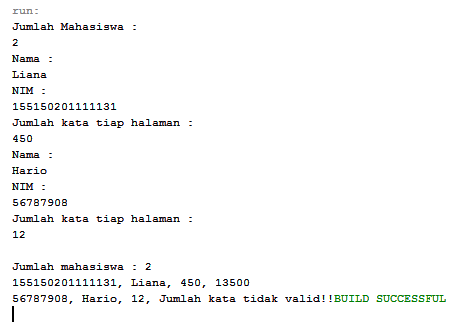 run:
Jumlah Mahasiswa :
2
Nama :
Liana
NIM :
155150201111131
Jumlah kata tiap halaman :
450
Nama :
Hario
NIM :
56787908
Jumlah kata tiap halaman :
12
Jumlah mahasiswa : 2
155150201111131, Liana, 450, 13500
56787908, Hario, 12, Jumlah kata tidak valid!!BUILD SUCCESSFUL